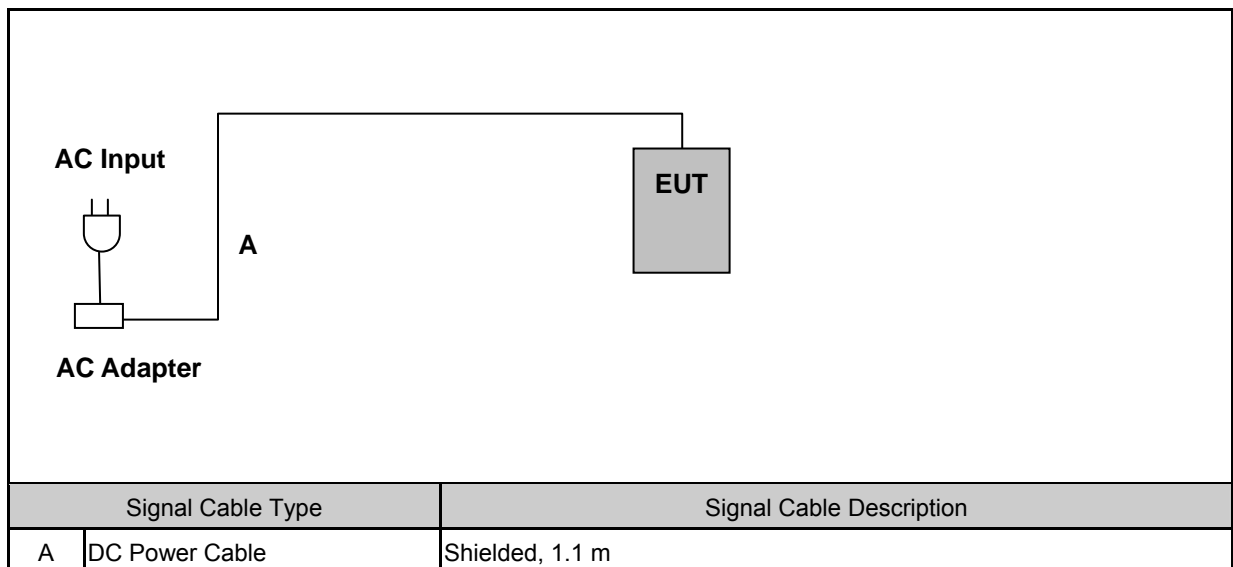 AC Input
EUT
A
AC Adapter
Signal Cable Type Signal Cable Description
A DC Power Cable Shielded, 1.1 m